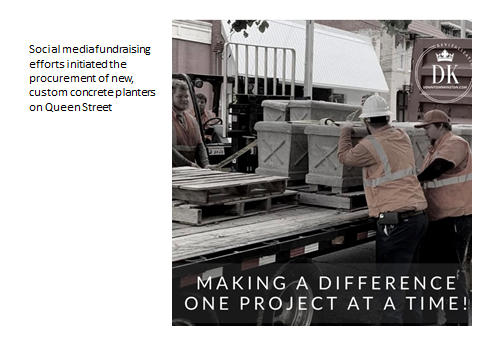 Social media fundraising
efforts initiated the
procurement of new,
custom concrete planters
on Queen Street
DK
MAKING A DIFFERENCE
ONE PROJECT AT A TIME!